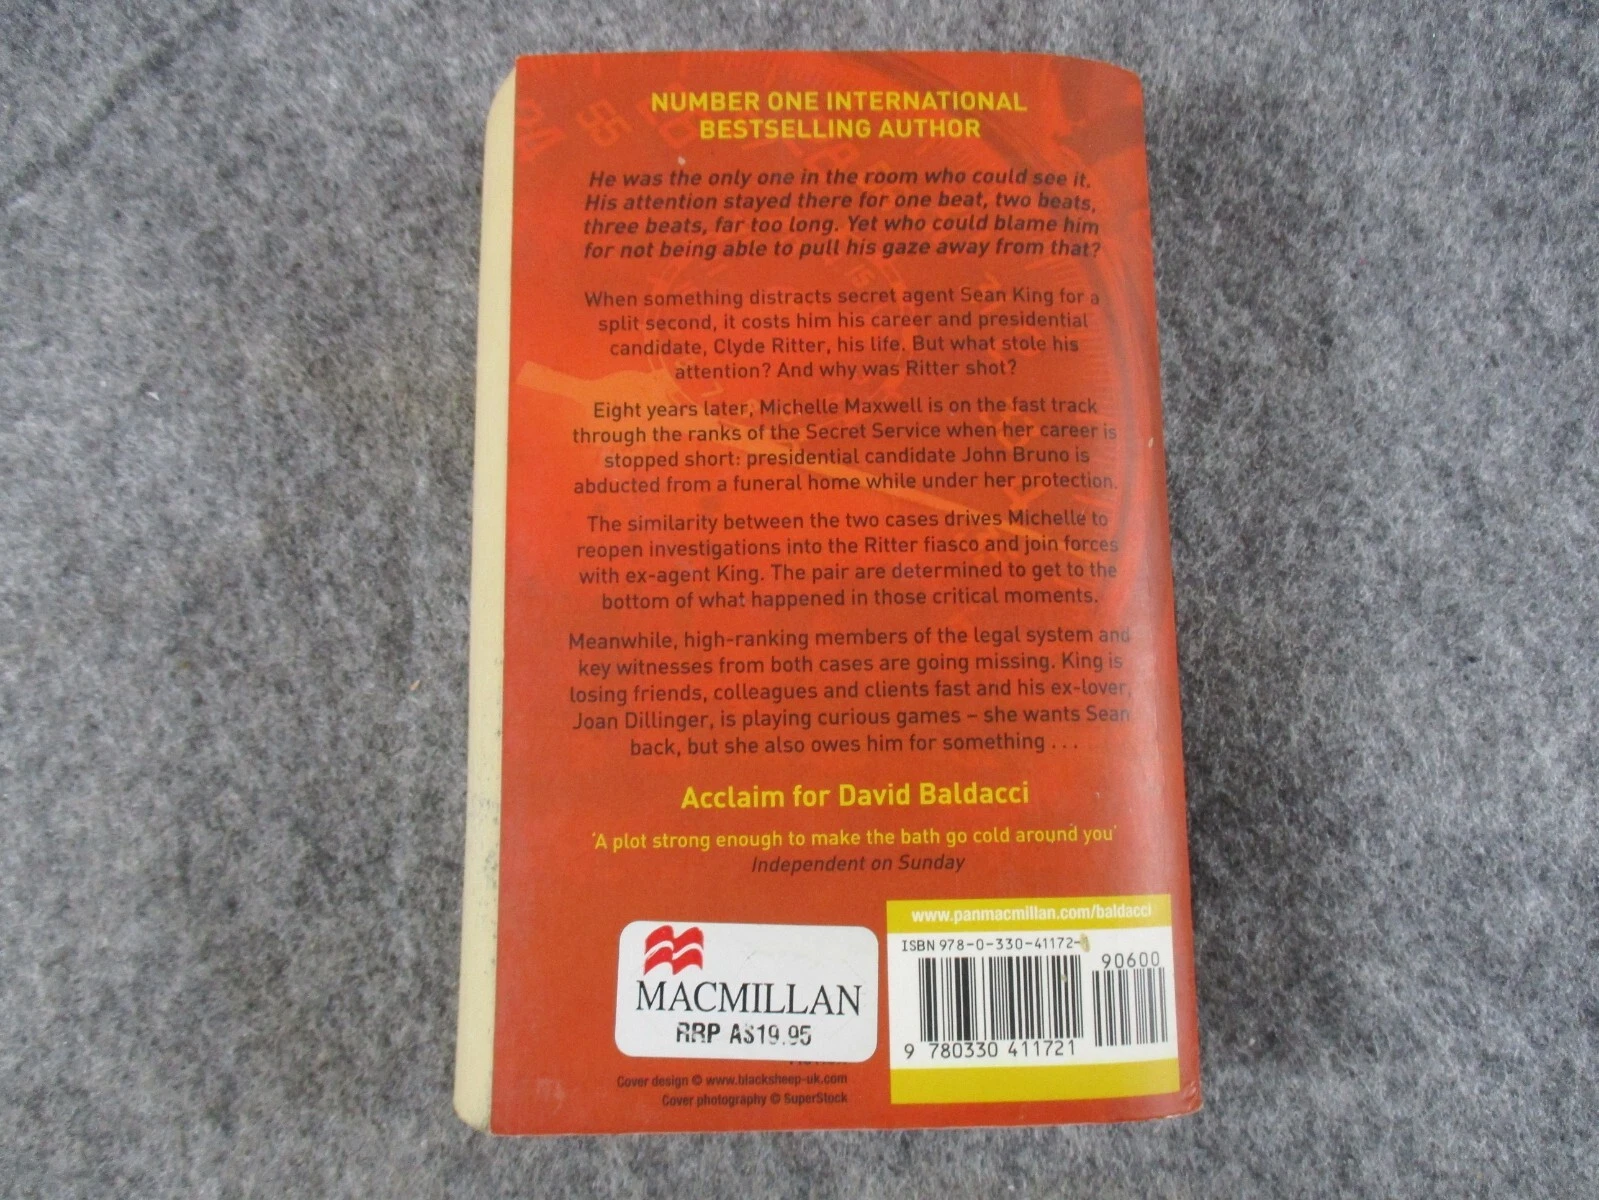 NUMBER ONE INTERNATIONAL
BESTSELLING AUTHOR
He was the only one in the room who could see it.
His attention stayed there for one beat, two beats,
three beats, far too long. Yet who could blame him
for not being able to pull his gaze away from that?
When something distracts secret agent Sean King for a
split second, it costs him his career and presidential
candidate, Clyde Ritter, his life. But what stole his
attention? And why was Ritter shot?
Eight years later, Michelle Maxwell is on the fast track
through the ranks of the Secret Service when her career is
stopped short: presidential candidate John Bruno is
abducted from a funeral home while under her protection.
The similarity between the two cases drives Michelle to
reopen investigations into the Ritter fiasco and join forces
with ex-agent King. The pair are determined to get to the
bottom of what happened in those critical moments.
Meanwhile, high-ranking members of the legal system and
key witnesses from both cases are going missing. King is
losing friends, colleagues and clients fast and his ex-lover,
Joan Dillinger, is playing curious games – she wants Sean
back, but she also owes him for something . . .
Acclaim for David Baldacci
'A plot strong enough to make the bath go cold around you'
Independent on Sunday
www.panmacmillan.com/baldacci
ISBN 978-0-330-41172-
90600
9 780330 411721
MACMILLAN
RRP A$19.95
Cover design © www.blacksheep-uk.com
Cover photography © SuperStock